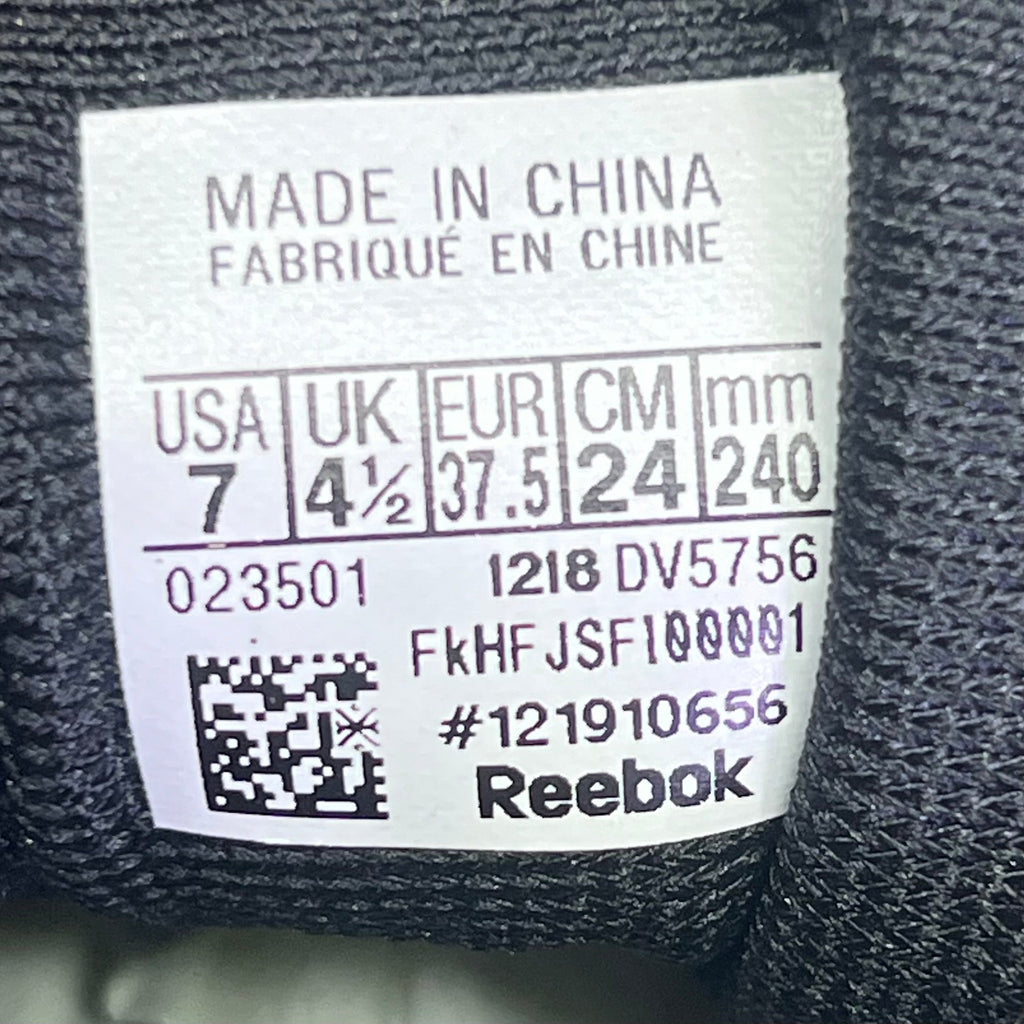 MADE IN CHINA
FABRIQUÉ EN CHINE
USA UK EUR CM mm
7 4½ 37.5 24 240
023501 1218 DV5756
FkHFJSFI00001
#121910656
Reebok